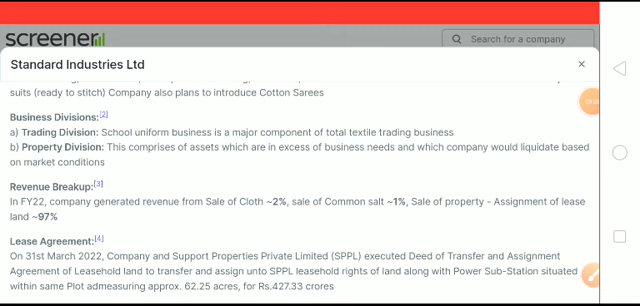 screener
Search for a company
Standard Industries Ltd
suits (ready to stitch) Company also plans to introduce Cotton Sarees
Business Divisions:[2]
a) Trading Division: School uniform business is a major component of total textile trading business
b) Property Division: This comprises of assets which are in excess of business needs and which company would liquidate based
on market conditions
Revenue Breakup:[3]
In FY22, company generated revenue from Sale of Cloth ~2%, sale of Common salt ~1%, Sale of property - Assignment of lease
land ~97%
Lease Agreement:[4]
On 31st March 2022, Company and Support Properties Private Limited (SPPL) executed Deed of Transfer and Assignment
Agreement of Leasehold land to transfer and assign unto SPPL leasehold rights of land along with Power Sub-Station situated
within same Plot admeasuring approx. 62.25 acres, for Rs.427.33 crores